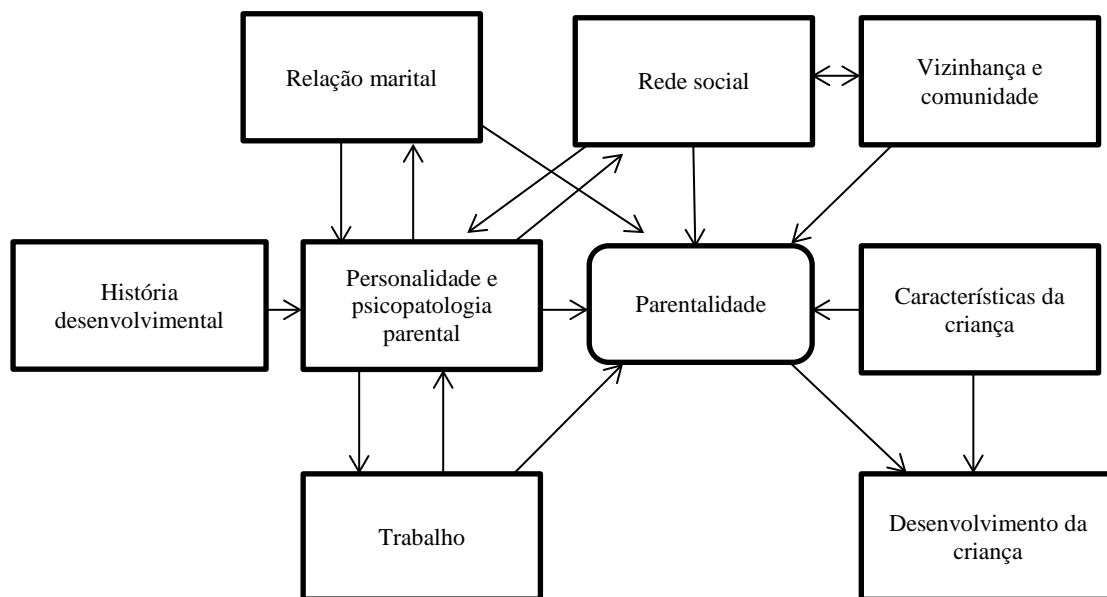 Relação marital
Rede social
Vizinhança e
comunidade
História
desenvolvimental
Personalidade e
psicopatologia
parental
Parentalidade
Características da
criança
Trabalho
Desenvolvimento da
criança